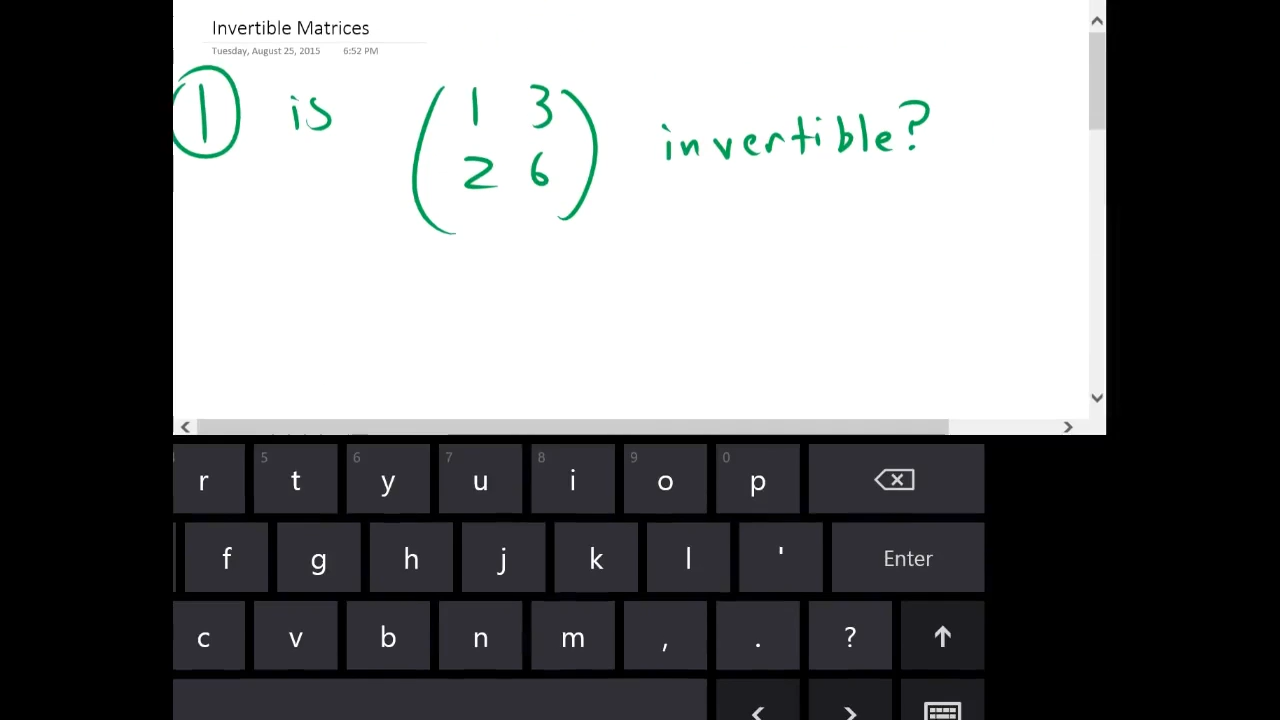 Invertible Matrices
Tuesday, August 25, 2015 6:52 PM
1 is ( 1 3 invertible?
2 6 )
5 6 7 8 9 0
r t y u i o p
f g h j k l ' Enter
c v b n m , . ? ↑
< >